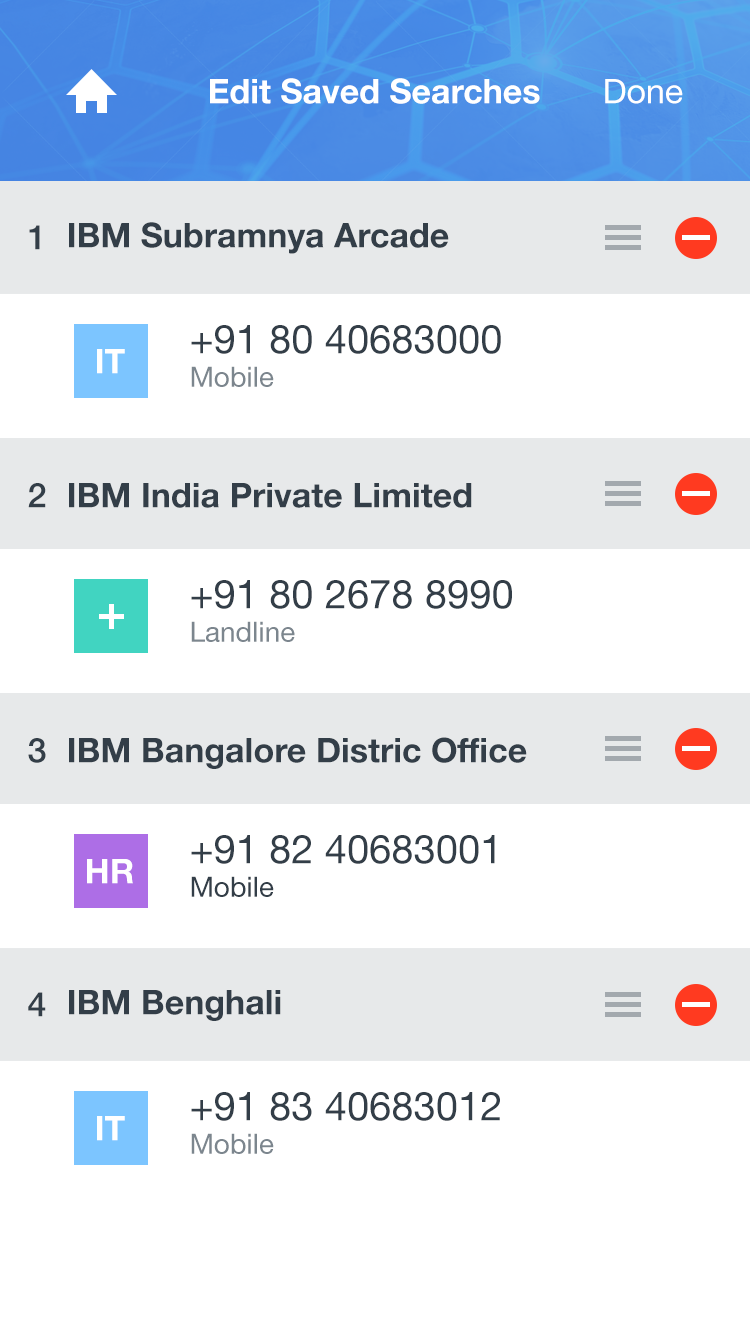 Edit Saved Searches Done
1 IBM Subramnya Arcade
IT +91 80 40683000
Mobile
2 IBM India Private Limited
+ +91 80 2678 8990
Landline
3 IBM Bangalore Distric Office
HR +91 82 40683001
Mobile
4 IBM Benghali
IT +91 83 40683012
Mobile